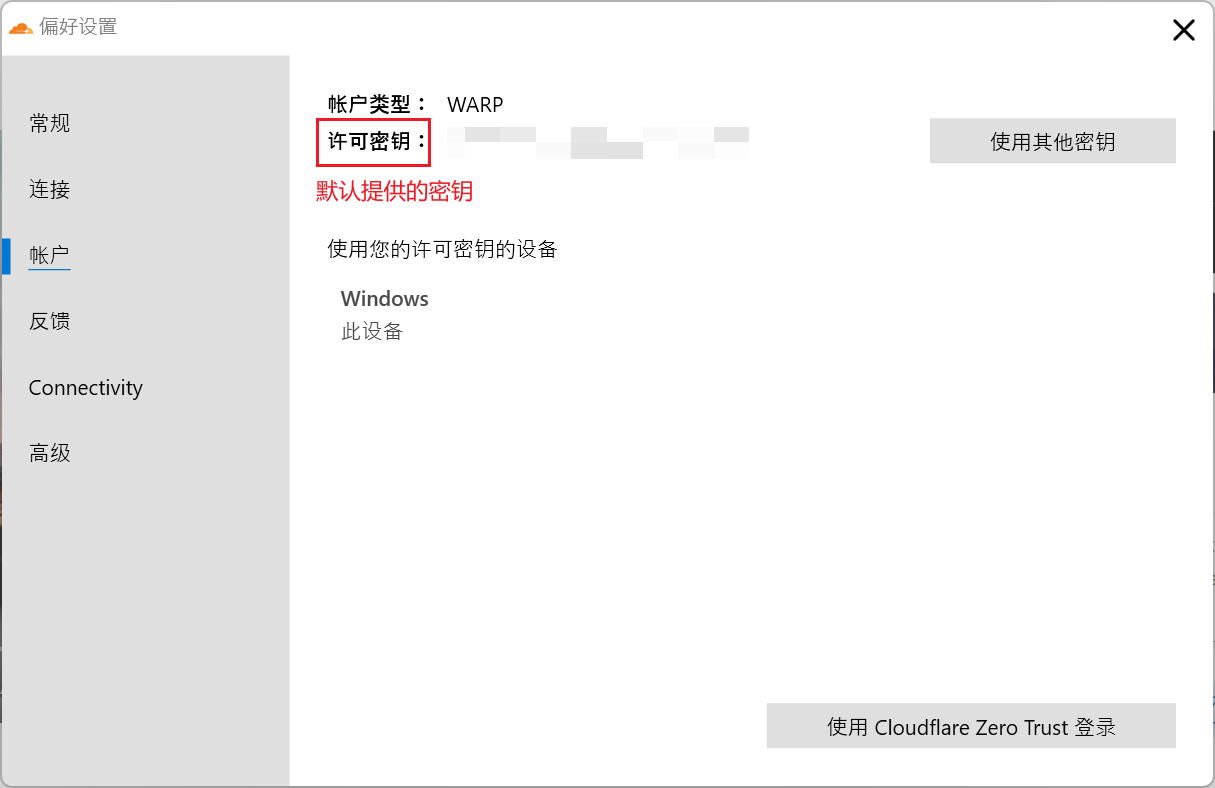 偏好设置
常规
连接
帐户
反馈
Connectivity
高级
帐户类型： WARP
许可密钥：
使用其他密钥
默认提供的密钥
使用您的许可密钥的设备
Windows
此设备
使用 Cloudflare Zero Trust 登录